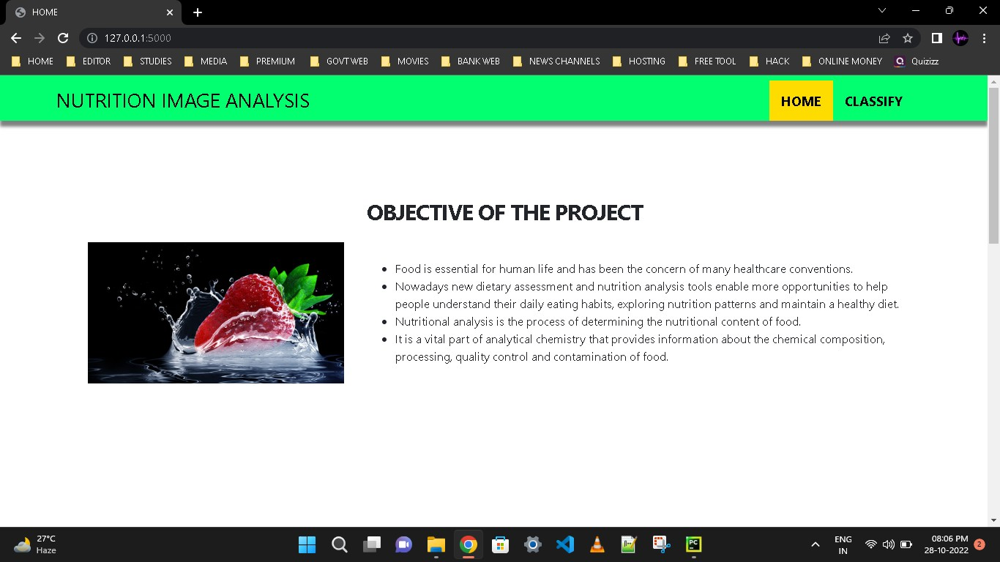 HOME
127.0.0.1:5000
HOME EDITOR STUDIES MEDIA PREMIUM GOVT WEB MOVIES BANK WEB NEWS CHANNELS HOSTING FREE TOOL HACK ONLINE MONEY Quizizz
NUTRITION IMAGE ANALYSIS HOME CLASSIFY
OBJECTIVE OF THE PROJECT
Food is essential for human life and has been the concern of many healthcare conventions.
Nowadays new dietary assessment and nutrition analysis tools enable more opportunities to help
people understand their daily eating habits, exploring nutrition patterns and maintain a healthy diet.
Nutritional analysis is the process of determining the nutritional content of food.
It is a vital part of analytical chemistry that provides information about the chemical composition,
processing, quality control and contamination of food.
27°C
Haze
PC
ENG
IN
08:06 PM
28-10-2022
2